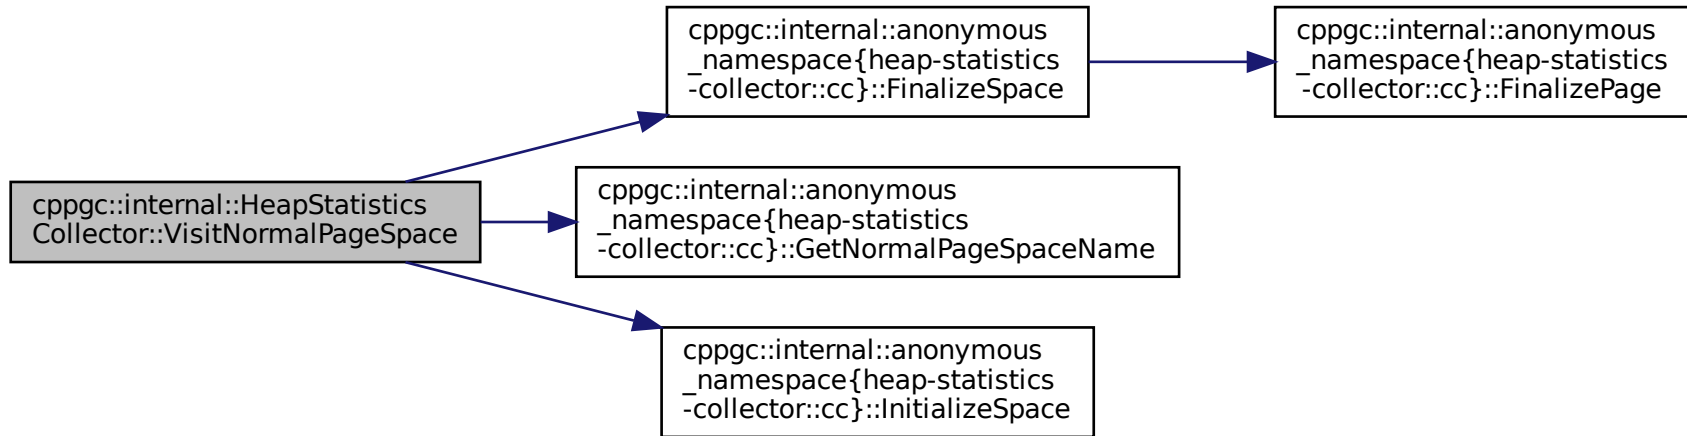 cppgc::internal::HeapStatistics
Collector::VisitNormalPageSpace
cppgc::internal::anonymous
_namespace{heap-statistics
-collector::cc}::FinalizeSpace
cppgc::internal::anonymous
_namespace{heap-statistics
-collector::cc}::FinalizePage
cppgc::internal::anonymous
_namespace{heap-statistics
-collector::cc}::GetNormalPageSpaceName
cppgc::internal::anonymous
_namespace{heap-statistics
-collector::cc}::InitializeSpace